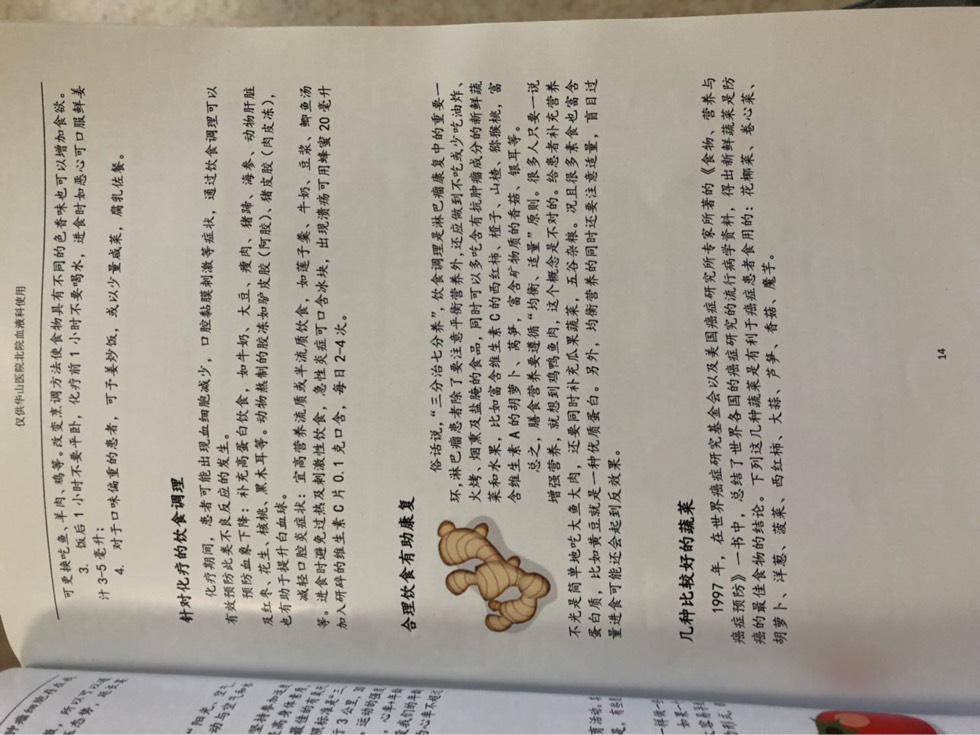 仅供华山医院北院血液科使用
可更换吃鱼、羊肉、鸡等。改变烹调方法使食物具有不同的色香味也可以增加食欲。
3. 饭后 1 小时不要平卧，化疗前 1 小时不要喝水，进食时如恶心可口服鲜姜
汁 3-5 毫升；
4. 对于口味偏重的患者，可予姜炒饭，或以少量咸菜，腐乳佐餐。
针对化疗的饮食调理
化疗期间，患者可能出现血细胞减少，口腔黏膜刺激等症状，通过饮食调理可以
有效预防此类不良反应的发生。
预防血象下降：补充高蛋白饮食，如牛奶、大豆、瘦肉、猪蹄、海参、动物肝脏
及红枣、花生、核桃、黑木耳等。动物熬制的胶冻如驴皮胶（阿胶）、猪皮胶（肉皮冻），
也有助于提升白血球。
减轻口腔炎症状：宜高营养流质或半流质饮食，如莲子羹、牛奶、豆浆、鲫鱼汤
等。进食时避免过热及刺激性饮食，急性炎症可口含冰块，出现溃疡可用蜂蜜 20 毫升
加入研碎的维生素 C 片 0.1 克口含，每日 2-4 次。
合理饮食有助康复
俗话说，“三分治七分养”，饮食调理是淋巴瘤康复中的重要一
环，淋巴瘤患者除了要注意平衡营养外，还应做到不吃或少吃油炸、
火烤、烟熏及盐腌的食品，同时可以多吃含有抗肿瘤成分的新鲜蔬
菜和水果，比如富含维生素 C 的西红柿、橙子、山楂、猕猴桃，富
含维生素 A 的胡萝卜、莴笋，富含矿物质的香菇、银耳等。
总之，膳食营养要遵循“均衡、适量”原则。很多人只要一说
增强营养，就想到鸡鸭鱼肉，这个概念是不对的。给患者补充营养
不光是简单地吃大鱼大肉，还要同时补充瓜果蔬菜，五谷杂粮。况且很多素食也富含
蛋白质，比如黄豆就是一种优质蛋白。另外，均衡营养的同时还要注意适量，盲目过
量进食可能还会起到反效果。
几种比较好的蔬菜
1997 年，在世界癌症研究基金会以及美国癌症研究所专家所著的《食物、营养与
癌症预防》一书中，总结了世界各国的癌症研究的流行病学资料，得出新鲜蔬菜是防
癌的最佳食物的结论。下列这几种蔬菜是有利于癌症患者食用的：花椰菜、卷心菜、
胡萝卜、洋葱、菠菜、西红柿、大蒜、芦笋、香菇、魔芋。
14